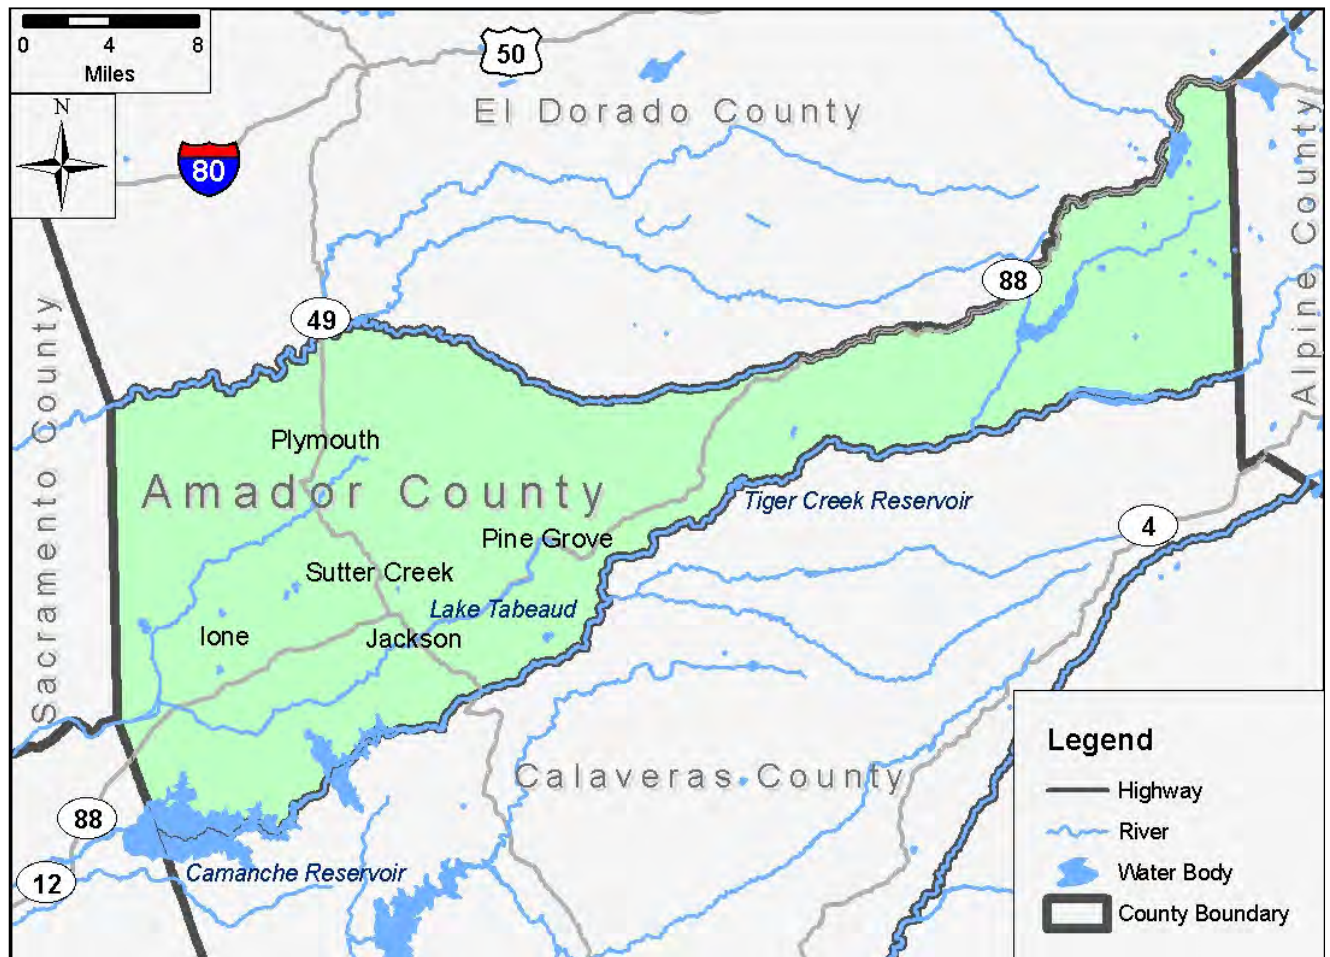 0 4 8
Miles
N
50
El Dorado County
80
Alpine County
88
49
Sacramento County
Plymouth
Amador County
Tiger Creek Reservoir
4
Pine Grove
Sutter Creek
Lake Tabeaud
Ione
Jackson
Calaveras County
88
Camanche Reservoir
12
Legend
Highway
River
Water Body
County Boundary